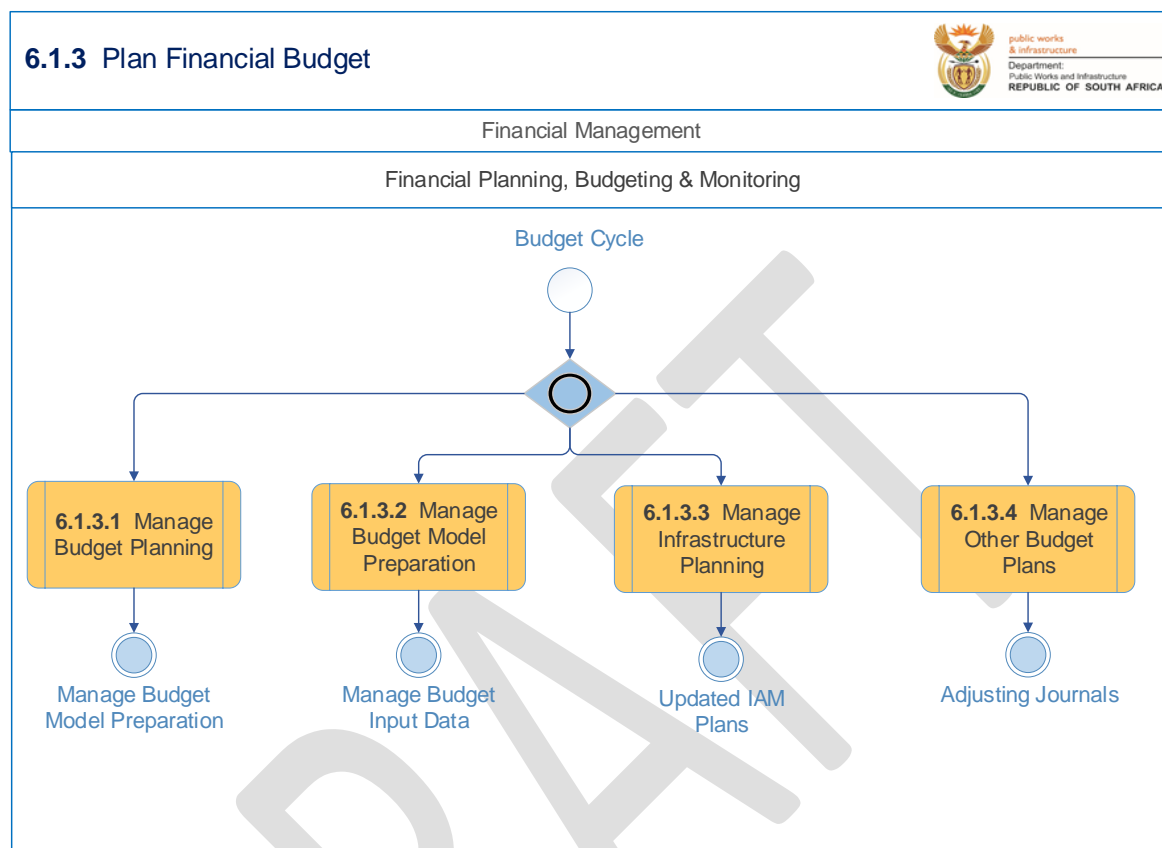 6.1.3 Plan Financial Budget
public works
& infrastructure
Department:
Public Works and Infrastructure
REPUBLIC OF SOUTH AFRICA
Financial Management
Financial Planning, Budgeting & Monitoring
Budget Cycle
6.1.3.1 Manage
Budget Planning
6.1.3.2 Manage
Budget Model
Preparation
6.1.3.3 Manage
Infrastructure
Planning
6.1.3.4 Manage
Other Budget
Plans
Manage Budget
Model Preparation
Manage Budget
Input Data
Updated IAM
Plans
Adjusting Journals
DRAFT